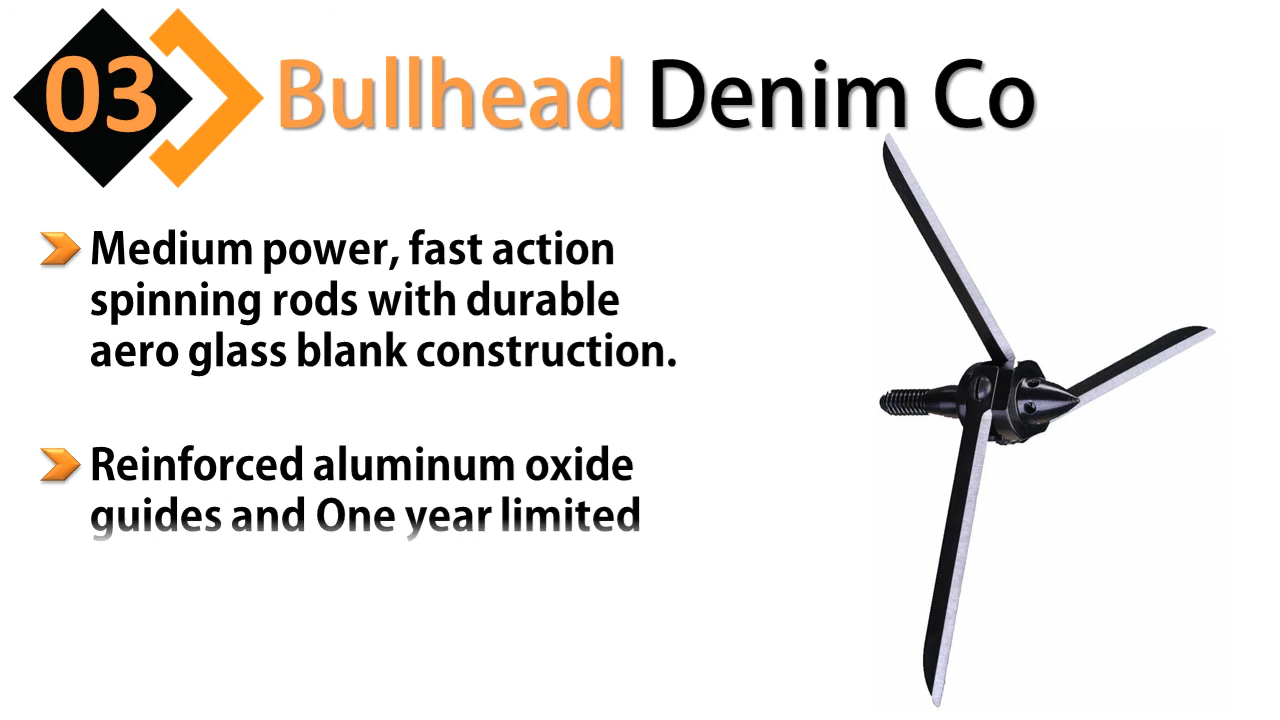 03 Bullhead Denim Co
Medium power, fast action
spinning rods with durable
aero glass blank construction.
Reinforced aluminum oxide
guides and One year limited